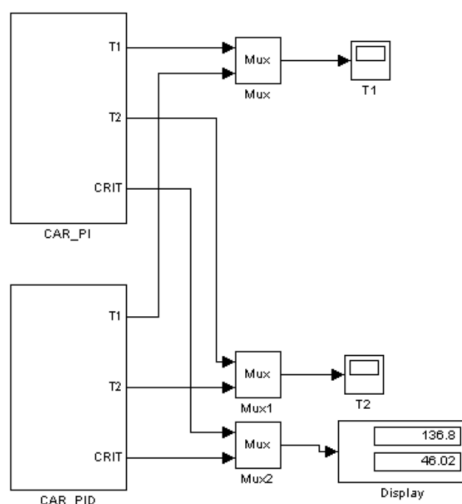 T1
Mux
Mux
T1
T2
CRIT
CAR_PI
T1
T2
CRIT
CAR_PID
Mux
Mux1
T2
Mux
Mux2
136.8
46.02
Display